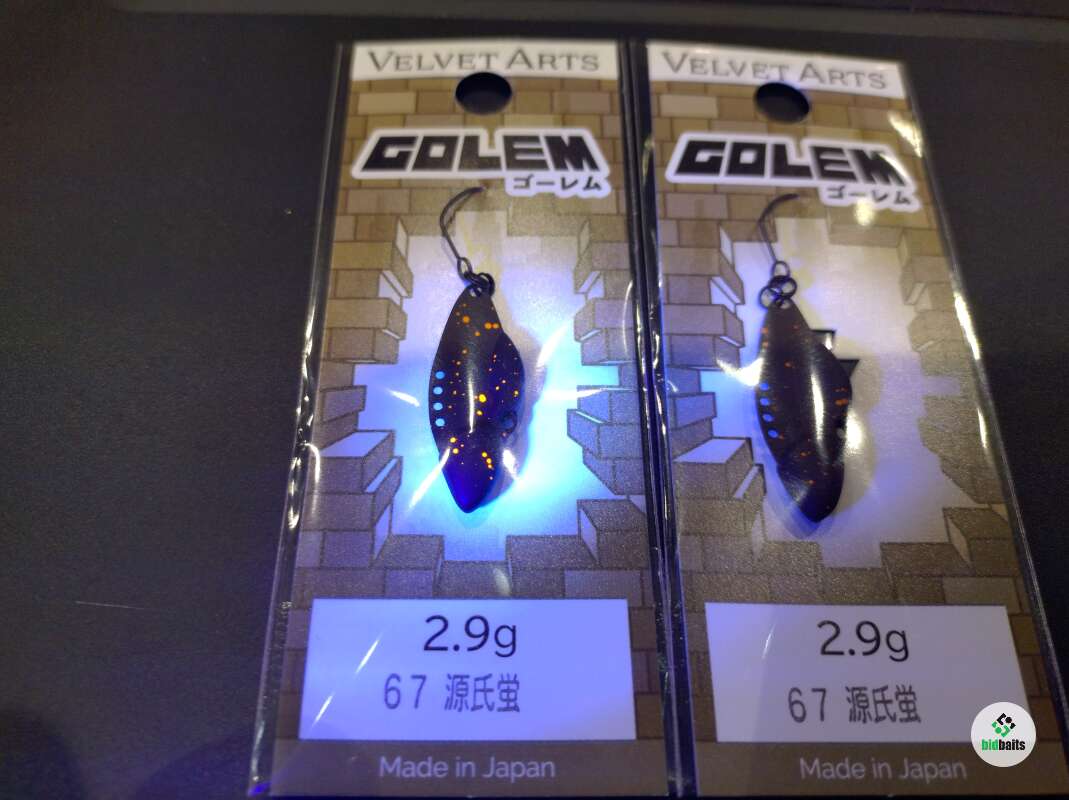 VELVET ARTS
GOLEM
ゴーレム
2.9g
67 源氏蛍
Made in Japan
VELVET ARTS
GOLEM
ゴーレム
2.9g
67 源氏蛍
Made in Japan
bidbaits